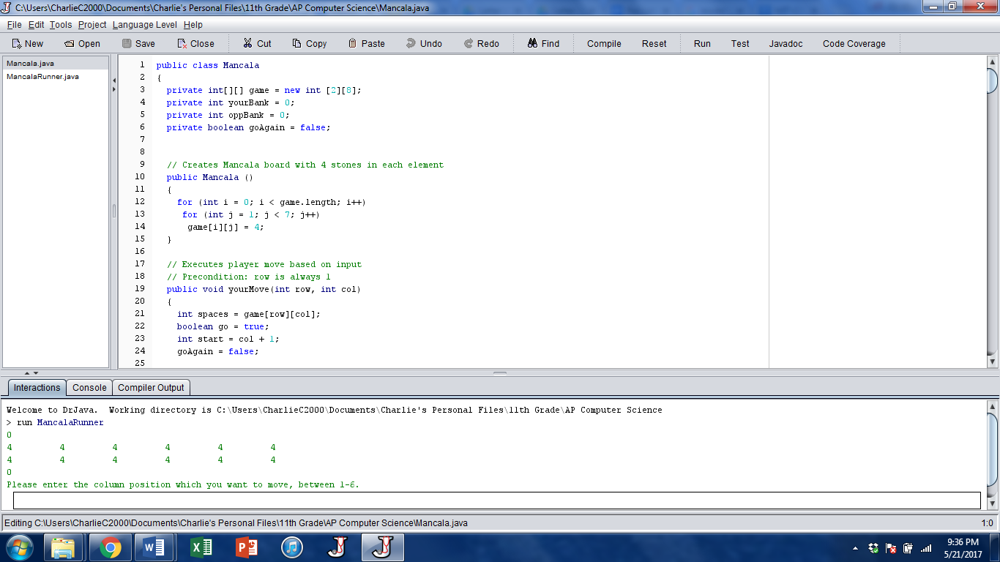 C:\Users\CharlieC2000\Documents\Charlie's Personal Files\11th Grade\AP Computer Science\Mancala.java
File Edit Tools Project Language Level Help
New Open Save Close Cut Copy Paste Undo Redo Find Compile Reset Run Test Javadoc Code Coverage
Mancala.java
MancalaRunner.java
1 public class Mancala
2 {
3 private int[][] game = new int [2][8];
4 private int yourBank = 0;
5 private int oppBank = 0;
6 private boolean goAgain = false;
7
8
9 // Creates Mancala board with 4 stones in each element
10 public Mancala ()
11 {
12 for (int i = 0; i < game.length; i++)
13 for (int j = 1; j < 7; j++)
14 game[i][j] = 4;
15 }
16
17 // Executes player move based on input
18 // Precondition: row is always 1
19 public void yourMove(int row, int col)
20 {
21 int spaces = game[row][col];
22 boolean go = true;
23 int start = col + 1;
24 goAgain = false;
25
Interactions Console Compiler Output
Welcome to DrJava. Working directory is C:\Users\CharlieC2000\Documents\Charlie's Personal Files\11th Grade\AP Computer Science
> run MancalaRunner
0
4 4 4 4 4 4
4 4 4 4 4 4
0
Please enter the column position which you want to move, between 1-6.
Editing C:\Users\CharlieC2000\Documents\Charlie's Personal Files\11th Grade\AP Computer Science\Mancala.java 1:0
9:36 PM
5/21/2017